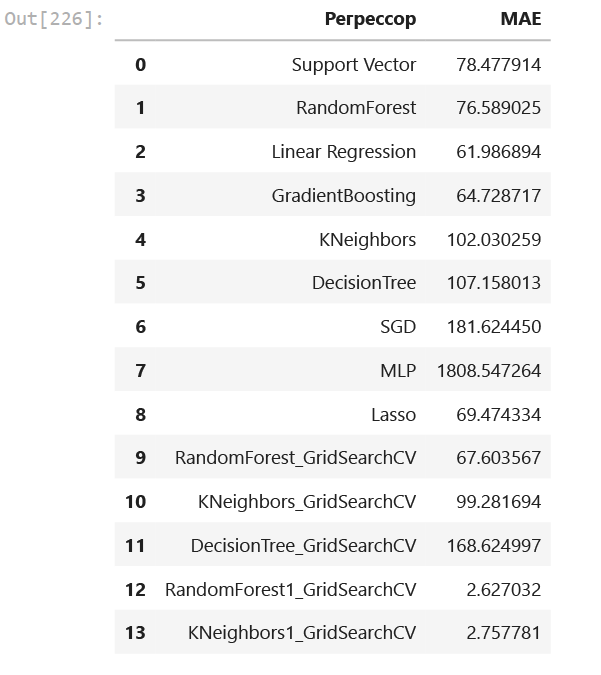 Out[226]:
Регрессор MAE
0 Support Vector 78.477914
1 RandomForest 76.589025
2 Linear Regression 61.986894
3 GradientBoosting 64.728717
4 KNeighbors 102.030259
5 DecisionTree 107.158013
6 SGD 181.624450
7 MLP 1808.547264
8 Lasso 69.474334
9 RandomForest_GridSearchCV 67.603567
10 KNeighbors_GridSearchCV 99.281694
11 DecisionTree_GridSearchCV 168.624997
12 RandomForest1_GridSearchCV 2.627032
13 KNeighbors1_GridSearchCV 2.757781